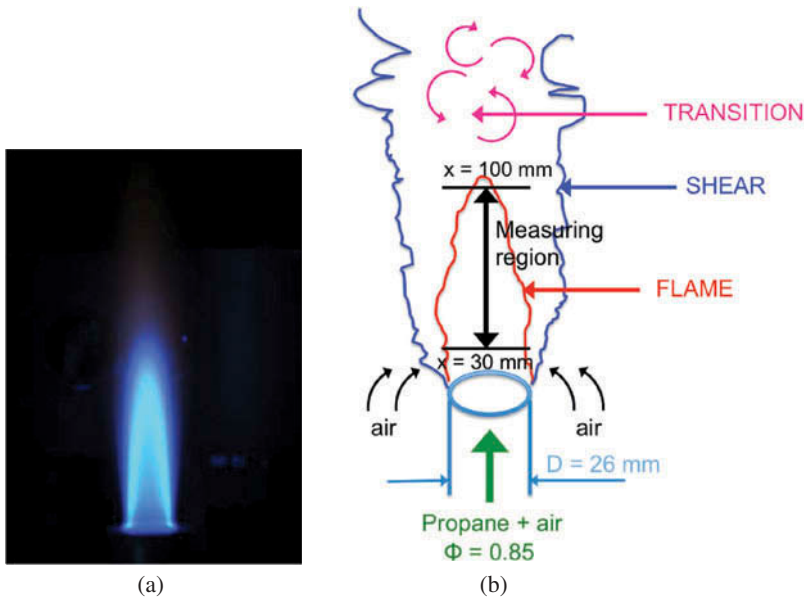 x = 100 mm
TRANSITION
SHEAR
Measuring
region
FLAME
x = 30 mm
air
air
D = 26 mm
Propane + air
Φ = 0.85
(a)
(b)